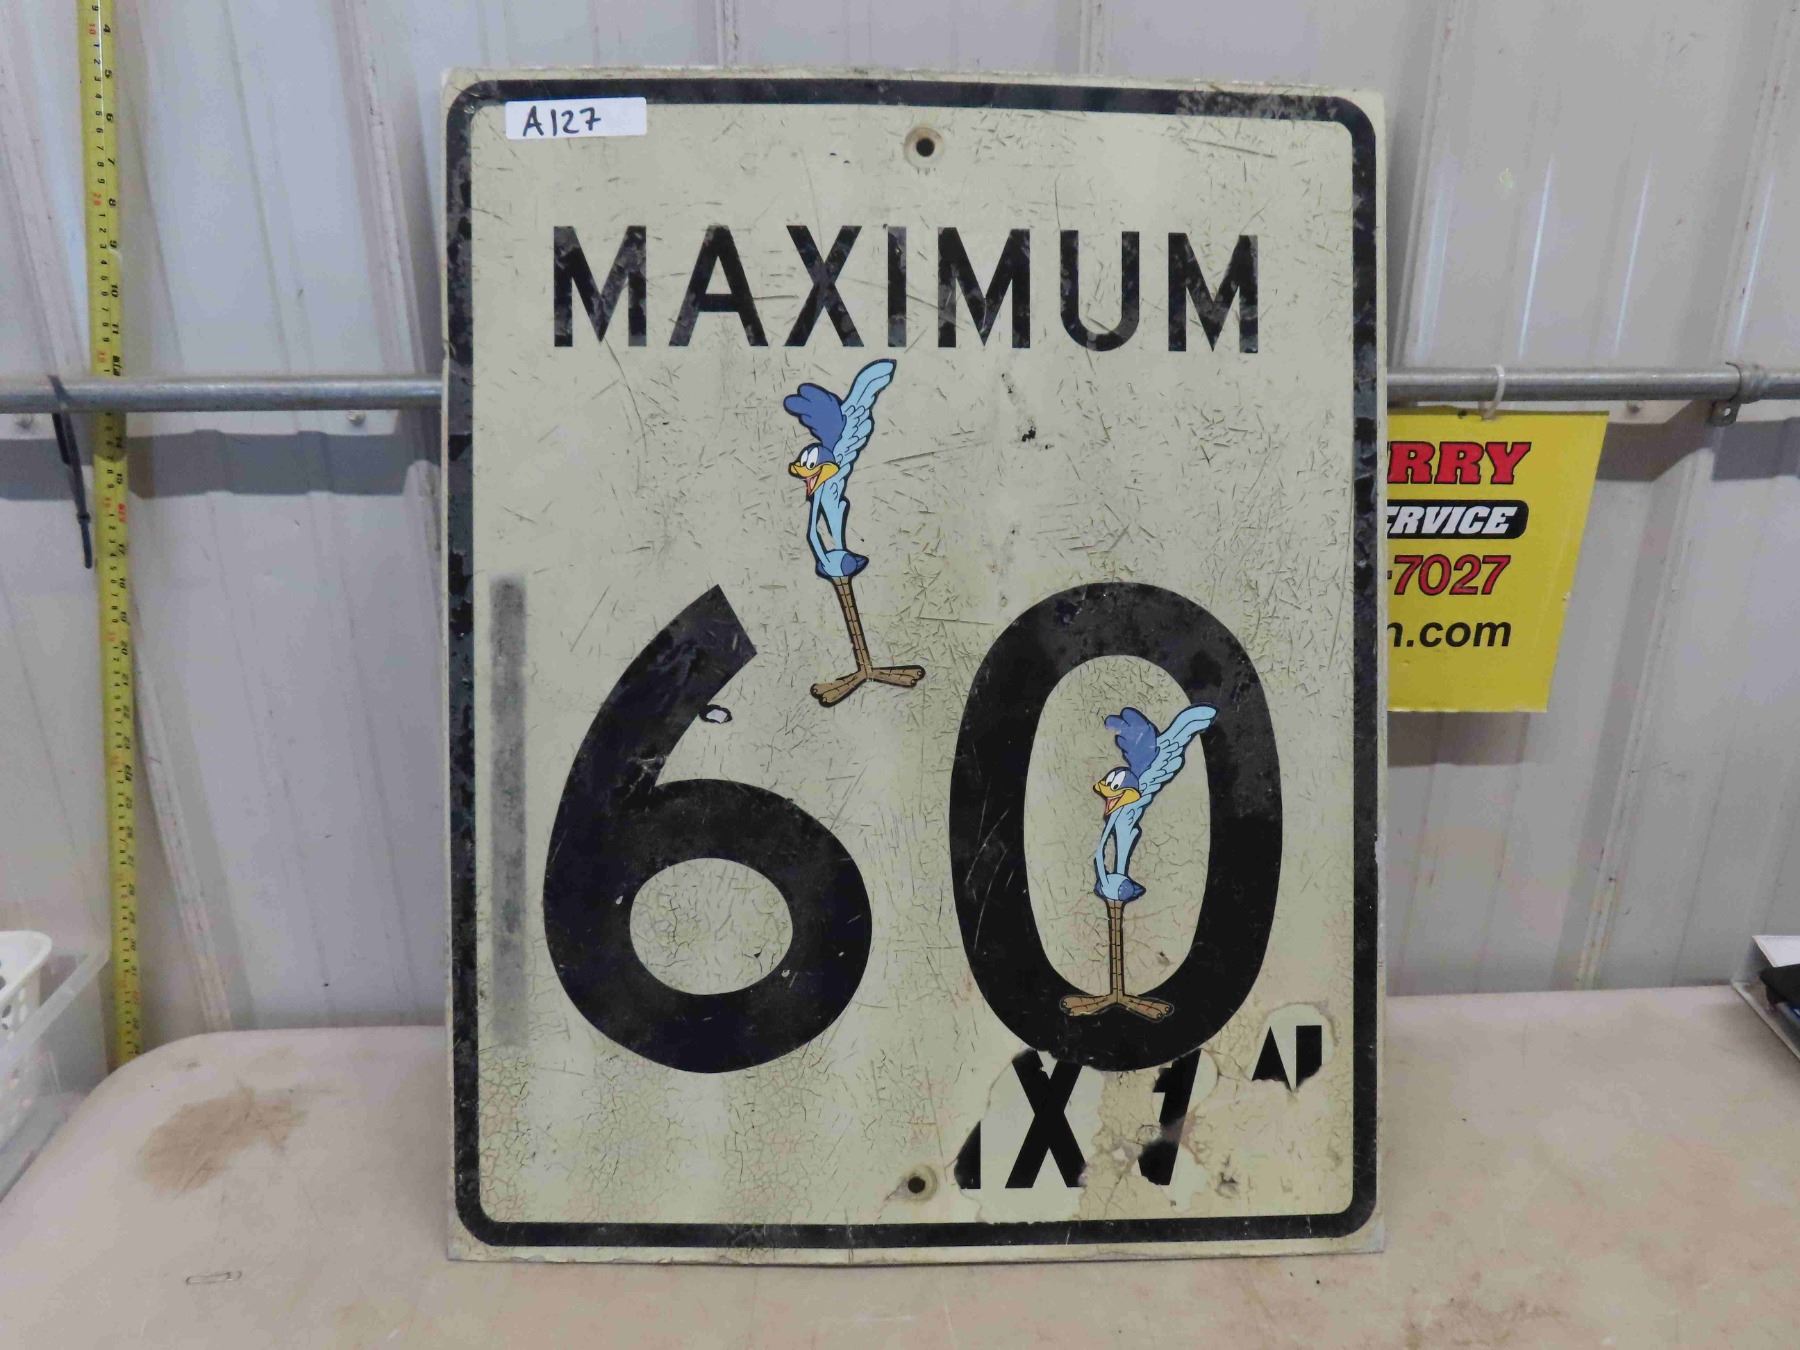 A127
MAXIMUM
60
X
RRY
ERVICE
-7027
n.com